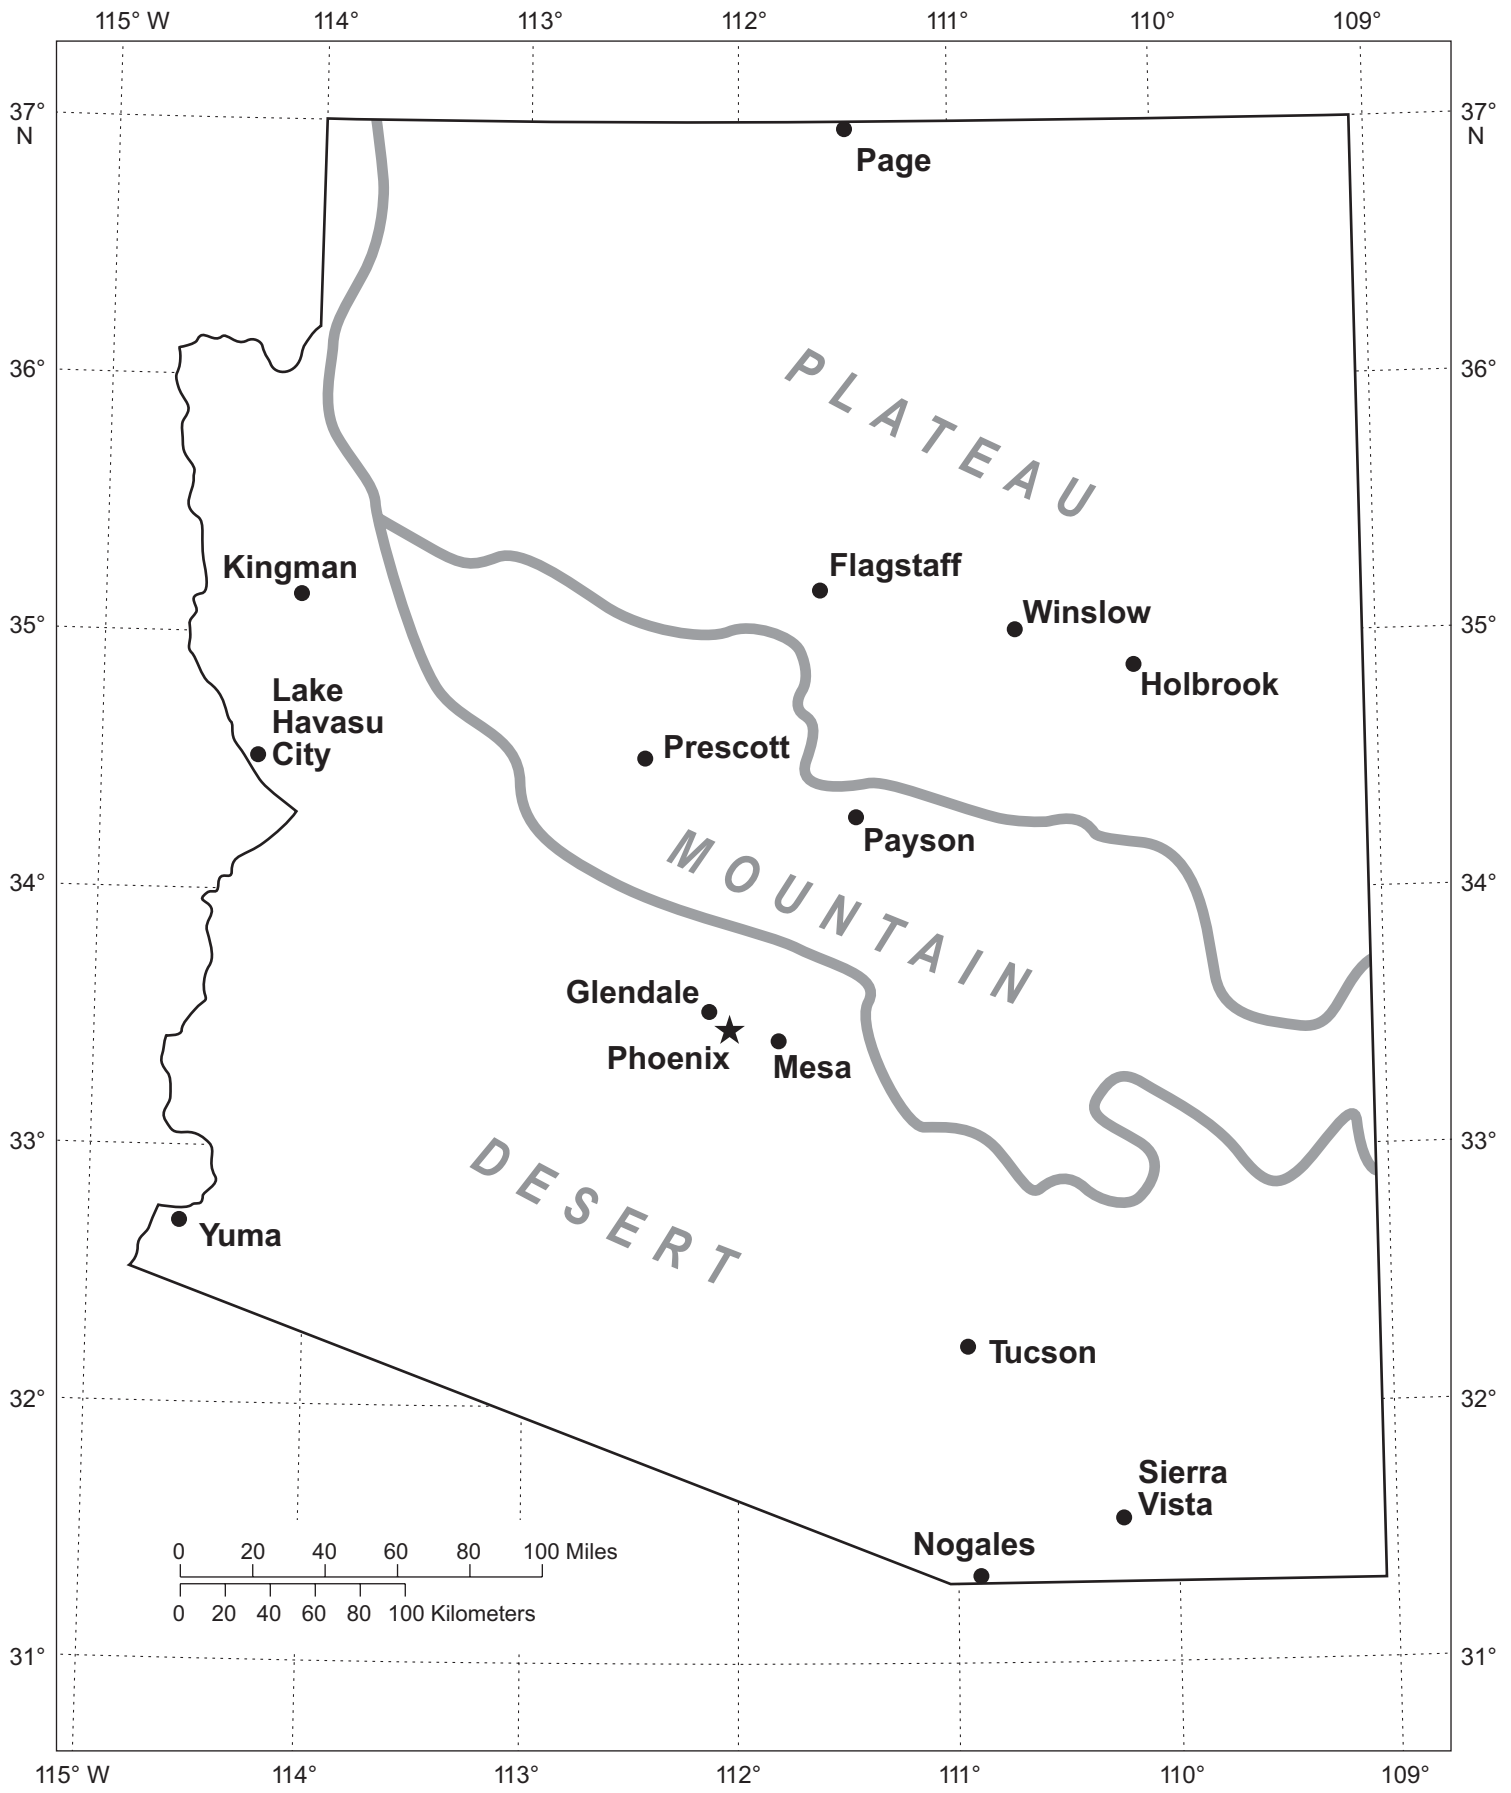 115° W 114° 113° 112° 111° 110° 109°
37° 37°
N N
Page
PLATEAU
36° 36°
Kingman
Flagstaff
Winslow
35° 35°
Holbrook
Lake
Havasu
City
Prescott
Payson
MOUNTAIN
34° 34°
Glendale
Phoenix
Mesa
33° 33°
DESERT
Yuma
Tucson
32° 32°
Sierra
Vista
Nogales
0 20 40 60 80 100 Miles
0 20 40 60 80 100 Kilometers
31° 31°
115° W 114° 113° 112° 111° 110° 109°